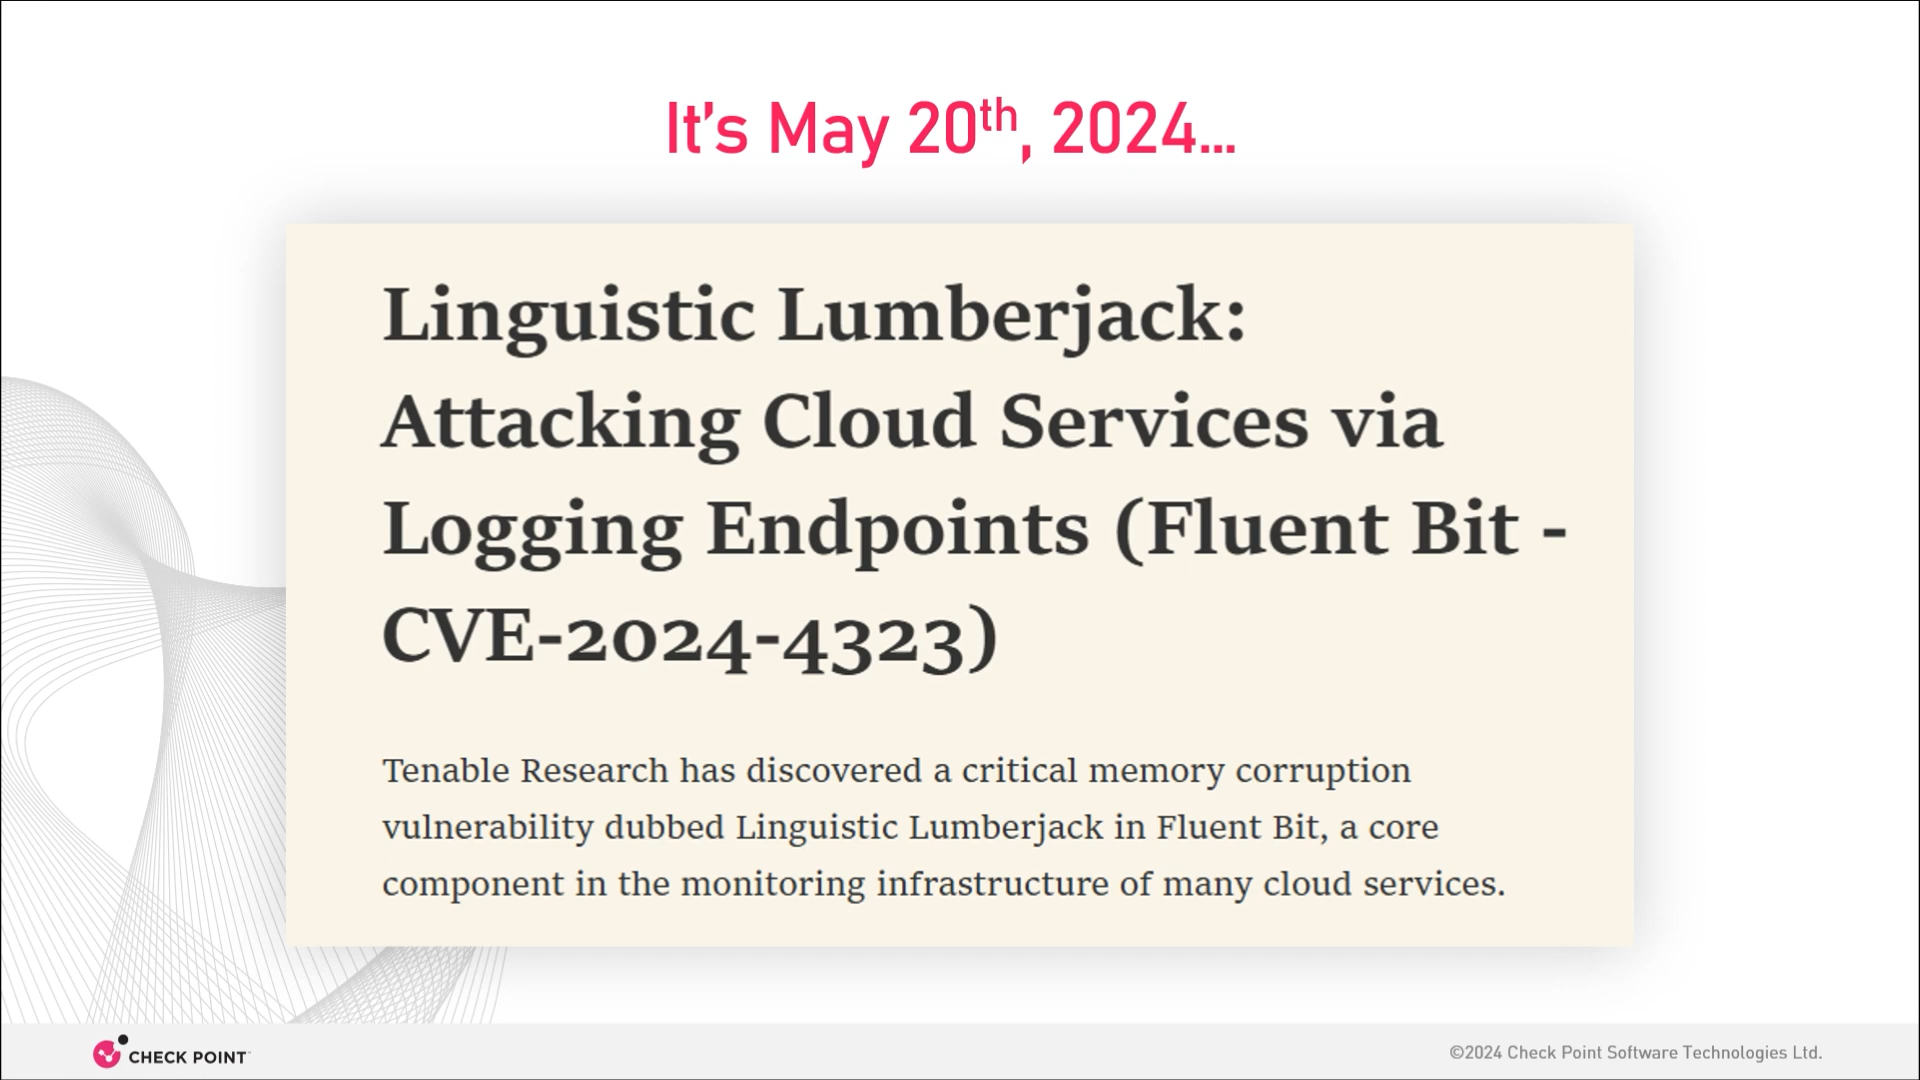 It’s May 20th, 2024…
Linguistic Lumberjack:
Attacking Cloud Services via
Logging Endpoints (Fluent Bit -
CVE-2024-4323)
Tenable Research has discovered a critical memory corruption
vulnerability dubbed Linguistic Lumberjack in Fluent Bit, a core
component in the monitoring infrastructure of many cloud services.
CHECK POINT
©2024 Check Point Software Technologies Ltd.